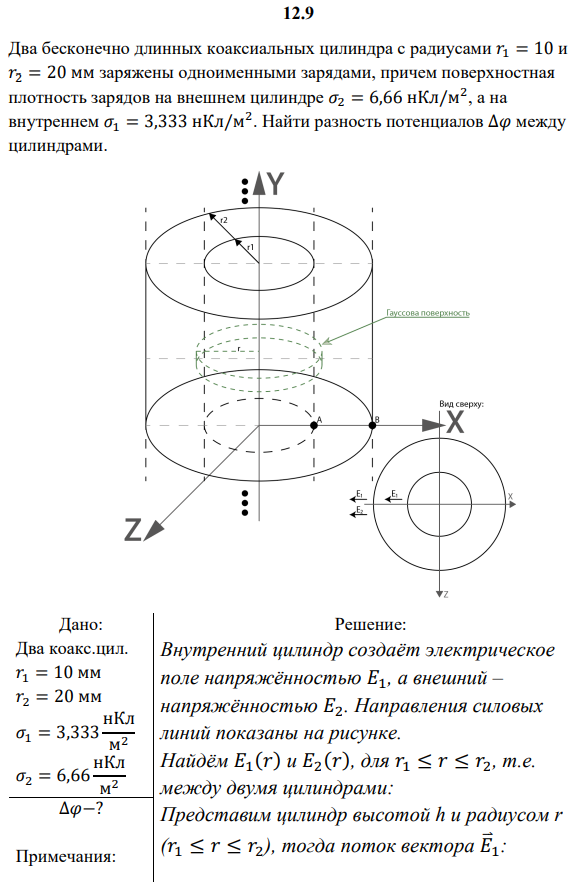 12.9
Два бесконечно длинных коаксиальных цилиндра с радиусами r₁ = 10 и
r₂ = 20 мм заряжены одноименными зарядами, причем поверхностная
плотность зарядов на внешнем цилиндре σ₂ = 6,66 нКл/м², а на
внутреннем σ₁ = 3,333 нКл/м². Найти разность потенциалов Δφ между
цилиндрами.
Y
r2
r1
Гауссова поверхность
r
A
B
X
Z
Вид сверху:
E₁
E₁
E₂
X
Z
Дано:
Два коакс.цил.
r₁ = 10 мм
r₂ = 20 мм
σ₁ = 3,333 нКл/м²
σ₂ = 6,66 нКл/м²
Δφ−?
Примечания:
Решение:
Внутренний цилиндр создаёт электрическое
поле напряжённостью E₁, а внешний –
напряжённостью E₂. Направления силовых
линий показаны на рисунке.
Найдём E₁(r) и E₂(r), для r₁ ≤ r ≤ r₂, т.е.
между двумя цилиндрами:
Представим цилиндр высотой h и радиусом r
(r₁ ≤ r ≤ r₂), тогда поток вектора E⃗₁: